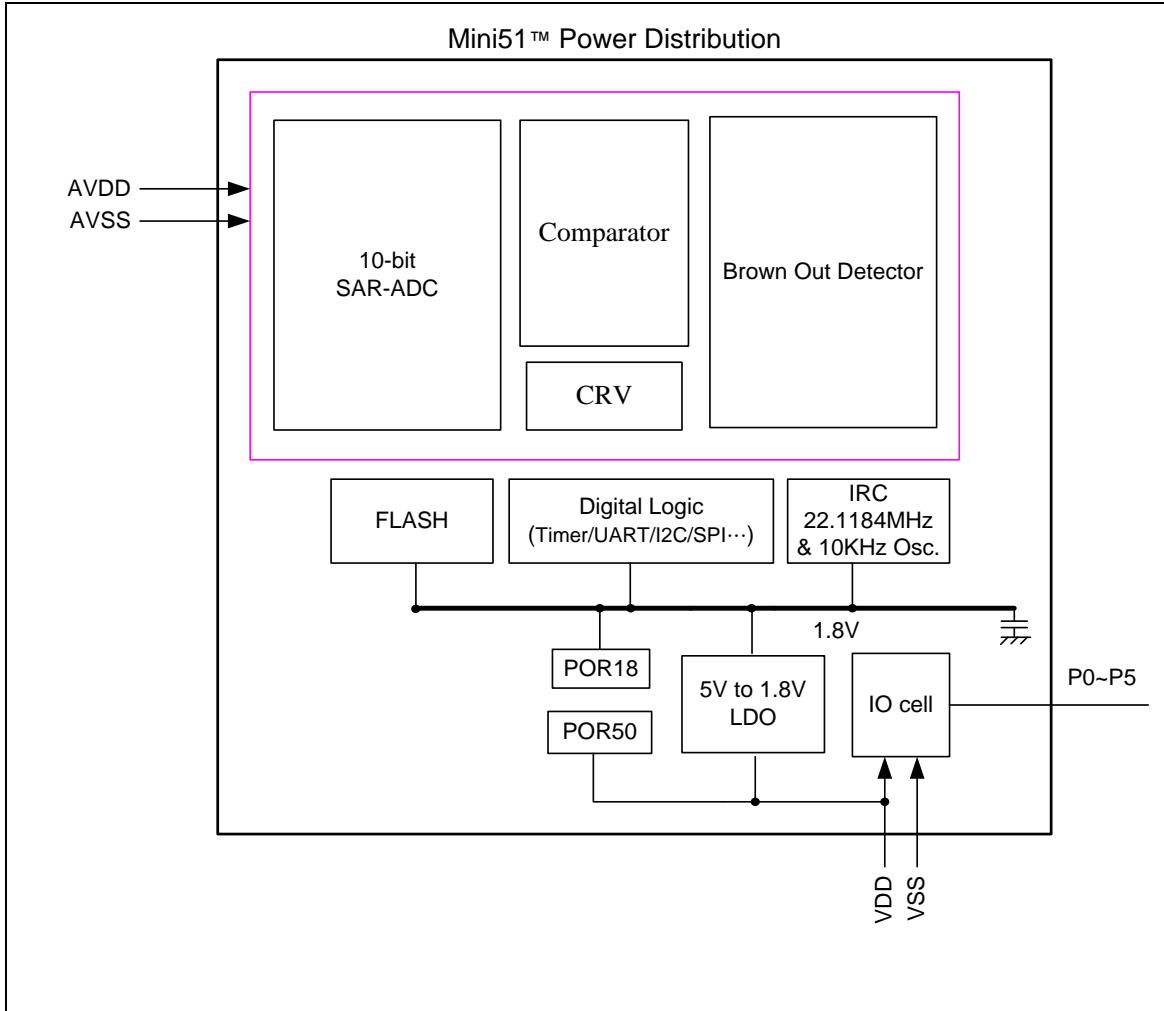 Mini51™ Power Distribution
AVDD
AVSS
10-bit
SAR-ADC
Comparator
CRV
Brown Out Detector
FLASH
Digital Logic
(Timer/UART/I2C/SPI⋯)
IRC
22.1184MHz
& 10KHz Osc.
1.8V
POR18
POR50
5V to 1.8V
LDO
IO cell
P0~P5
VDD
VSS